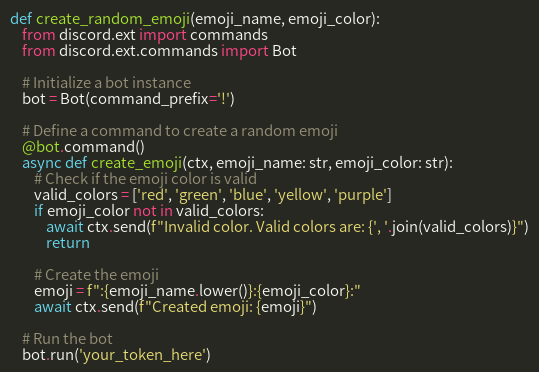 def create_random_emoji(emoji_name, emoji_color):
    from discord.ext import commands
    from discord.ext.commands import Bot

    # Initialize a bot instance
    bot = Bot(command_prefix='!')

    # Define a command to create a random emoji
    @bot.command()
    async def create_emoji(ctx, emoji_name: str, emoji_color: str):
        # Check if the emoji color is valid
        valid_colors = ['red', 'green', 'blue', 'yellow', 'purple']
        if emoji_color not in valid_colors:
            await ctx.send(f"Invalid color. Valid colors are: {', '.join(valid_colors)}")
            return

        # Create the emoji
        emoji = f":{emoji_name.lower()}:{emoji_color}:"
        await ctx.send(f"Created emoji: {emoji}")

    # Run the bot
    bot.run('your_token_here')